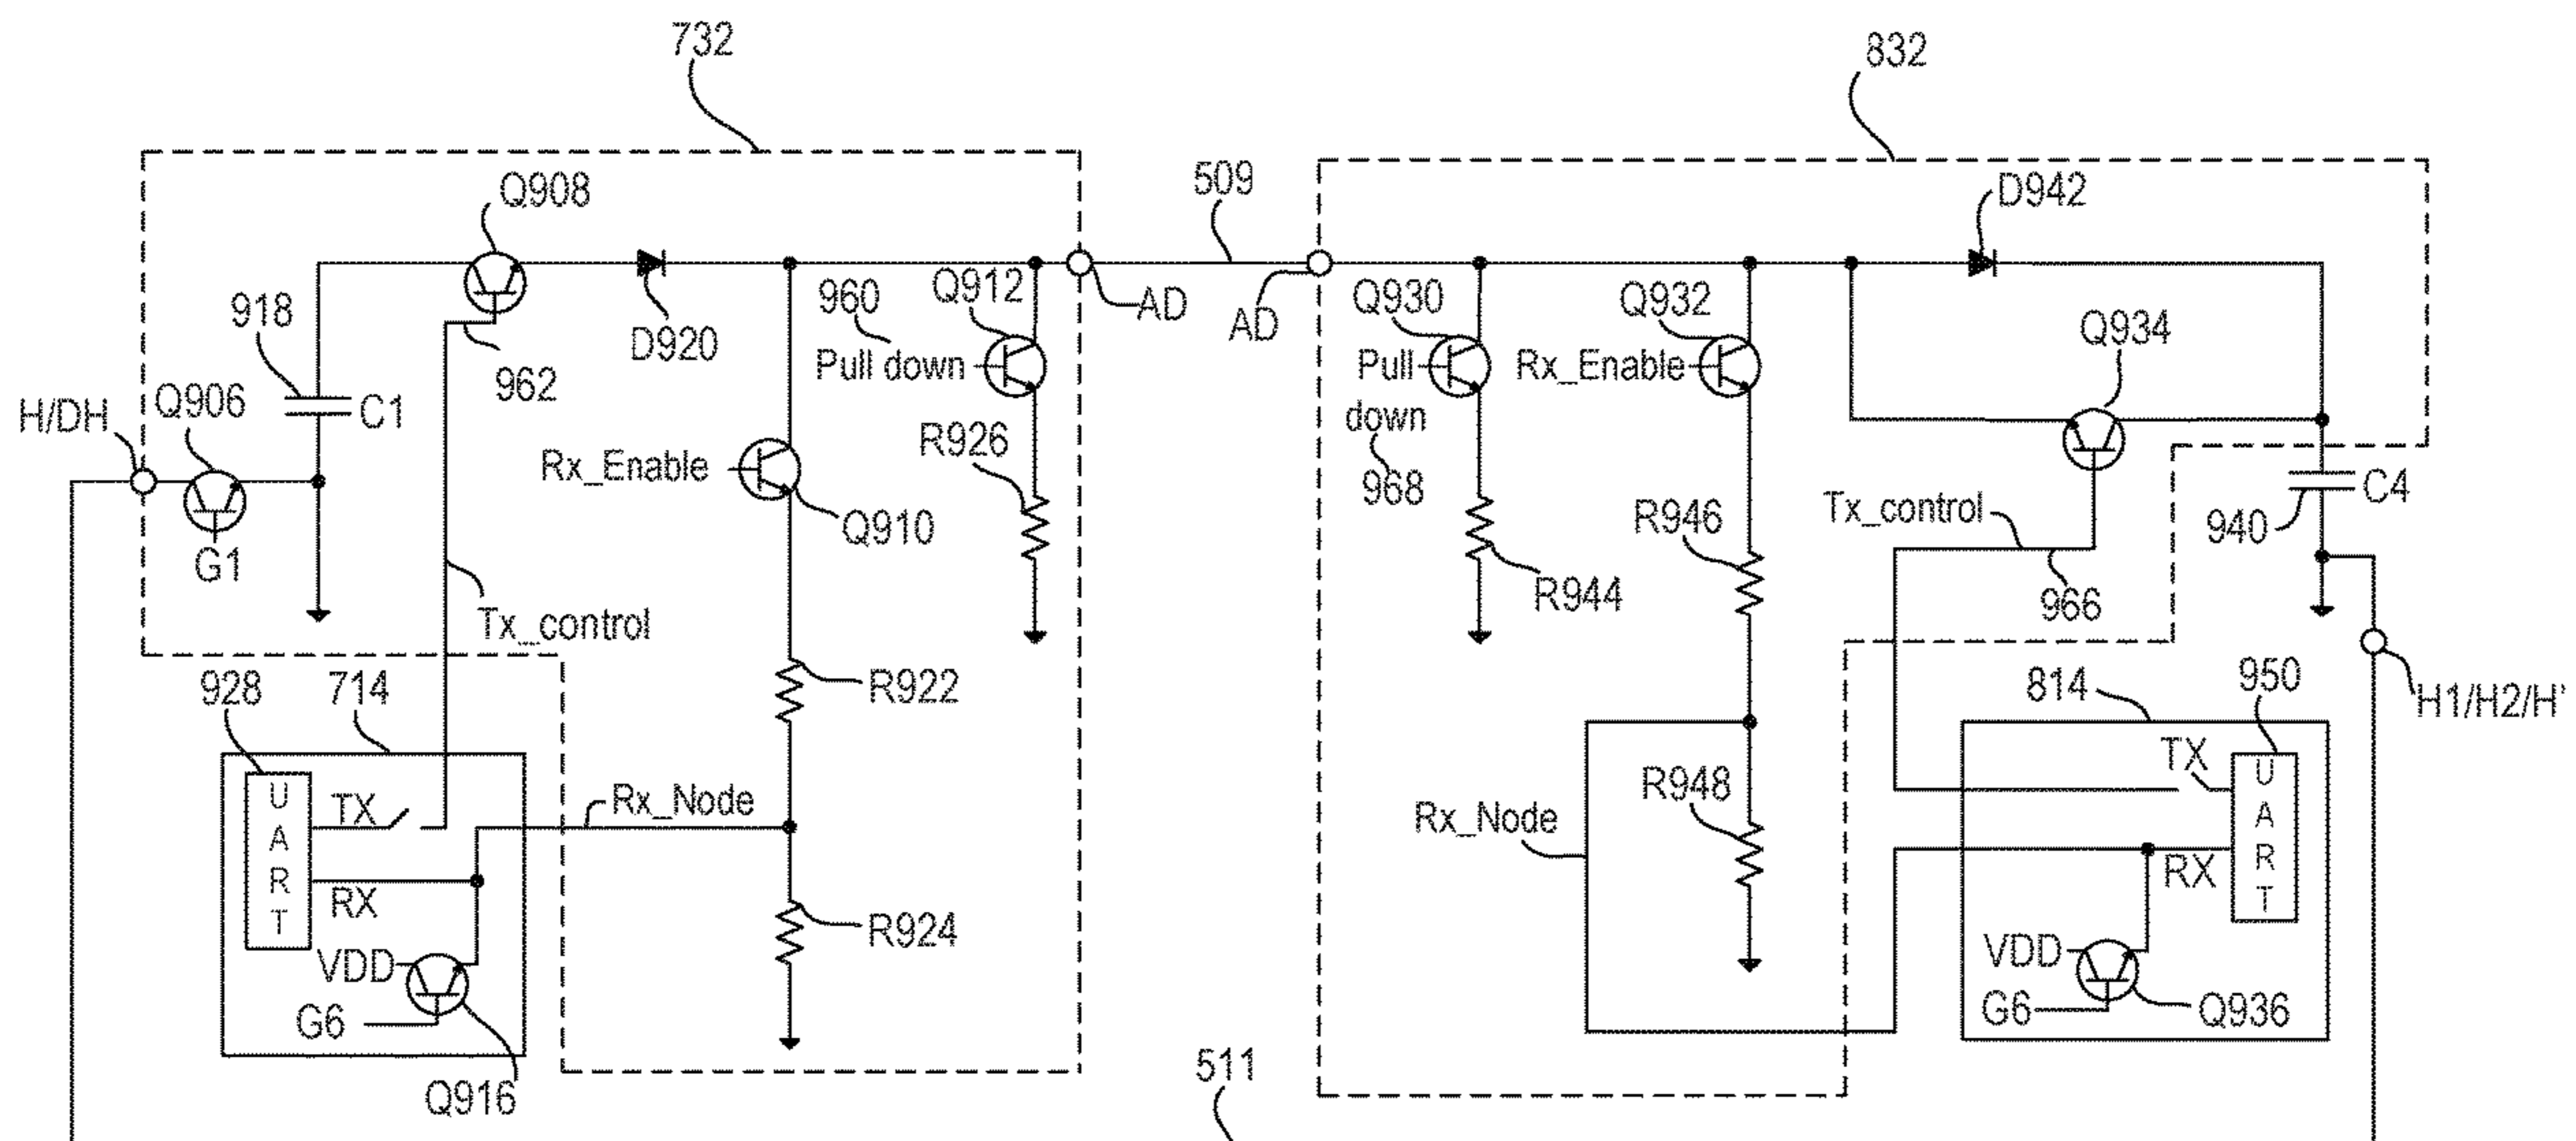 732
832
Q908
509
D942
918
Q906
C1
H/DH
G1
962
D920
960
Q912
Pull down
AD
AD
Q930
Pull
down
968
Q932
Rx_Enable
Q934
Rx_Enable
Q910
R926
R944
R946
Tx_control
966
940
C4
Tx_control
928
714
R922
814
950
H1/H2/H'
UART
TX
RX
Rx_Node
VDD
G6
Q916
R924
Rx_Node
R948
TX
UART
RX
VDD
G6
Q936
511